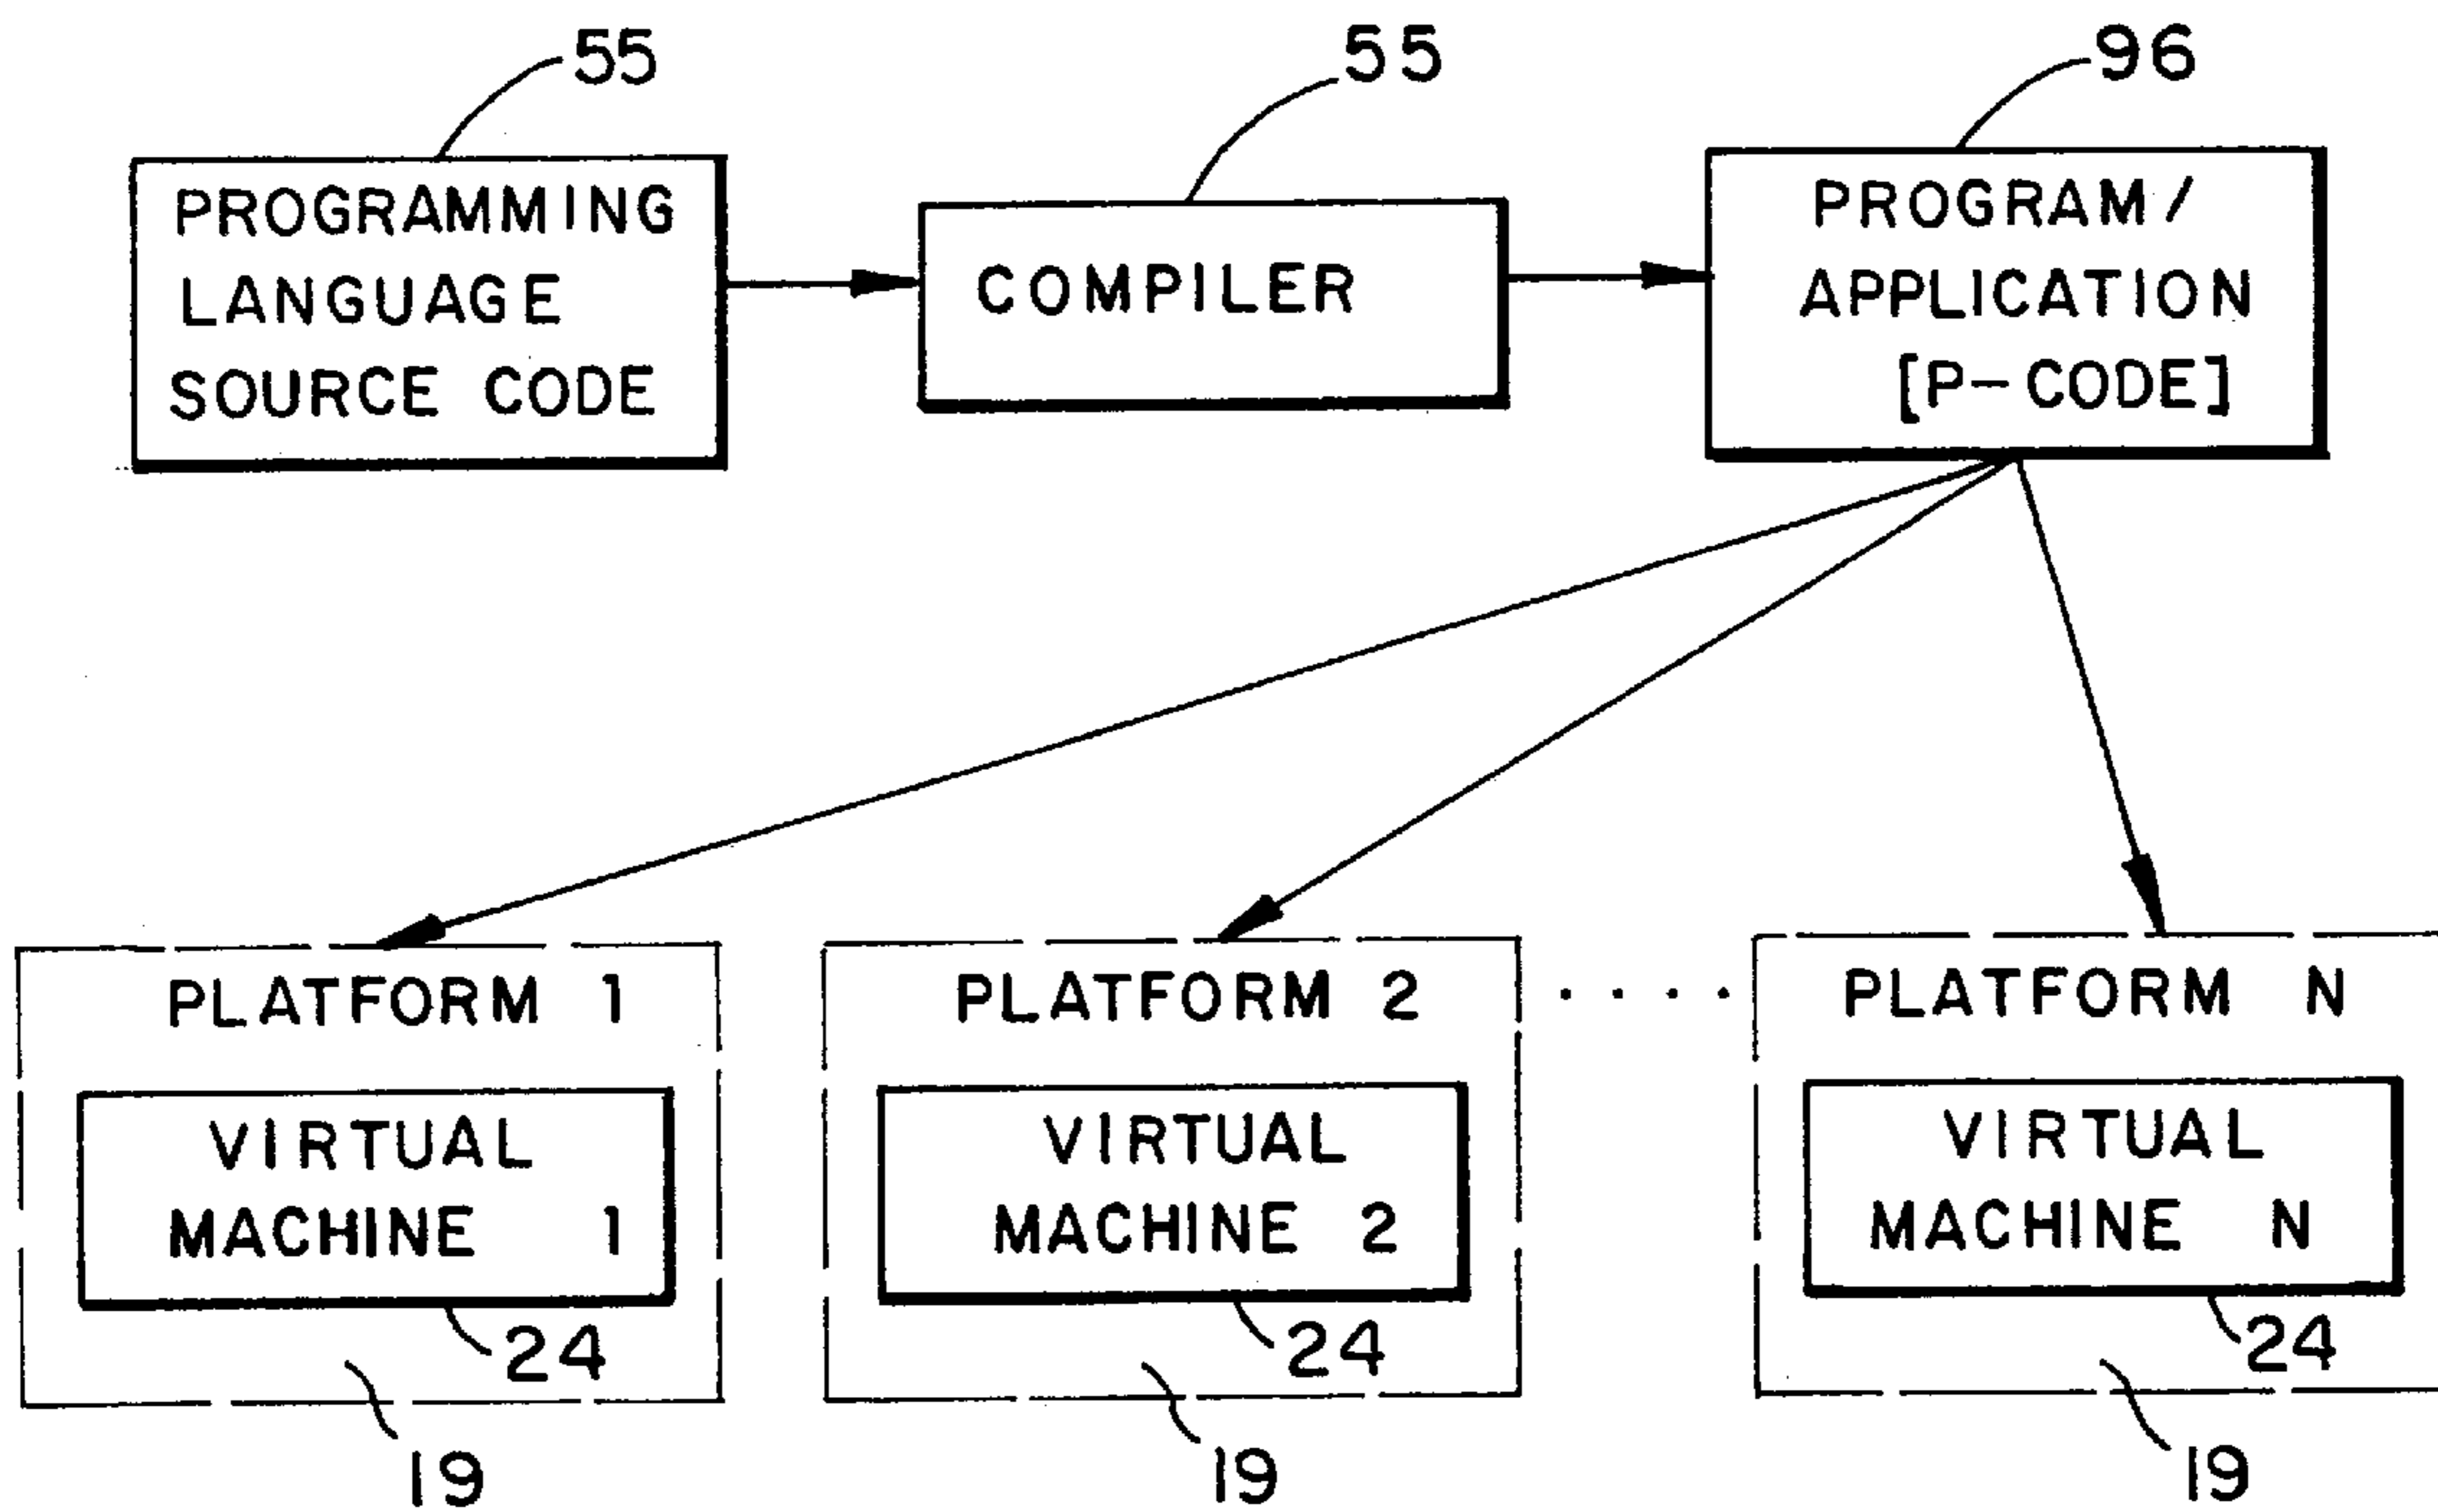 55
55
96
PROGRAMMING
LANGUAGE
SOURCE CODE
COMPILER
PROGRAM/
APPLICATION
[P-CODE]
PLATFORM 1
VIRTUAL
MACHINE 1
24
19
PLATFORM 2
VIRTUAL
MACHINE 2
24
19
PLATFORM N
VIRTUAL
MACHINE N
24
19